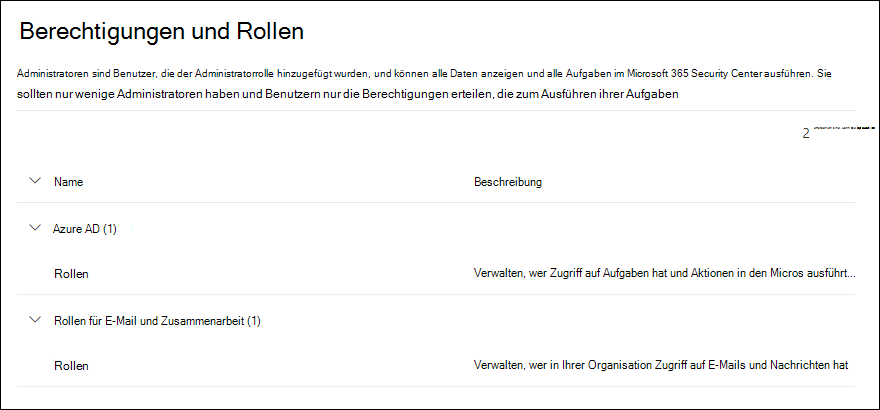 Berechtigungen und Rollen
Administratoren sind Benutzer, die der Administratorrolle hinzugefügt wurden, und können alle Daten anzeigen und alle Aufgaben im Microsoft 365 Security Center ausführen. Sie
sollten nur wenige Administratoren haben und Benutzern nur die Berechtigungen erteilen, die zum Ausführen ihrer Aufgaben
2
Name Beschreibung
Azure AD (1)
Rollen Verwalten, wer Zugriff auf Aufgaben hat und Aktionen in den Micros ausführt...
Rollen für E-Mail und Zusammenarbeit (1)
Rollen Verwalten, wer in Ihrer Organisation Zugriff auf E-Mails und Nachrichten hat